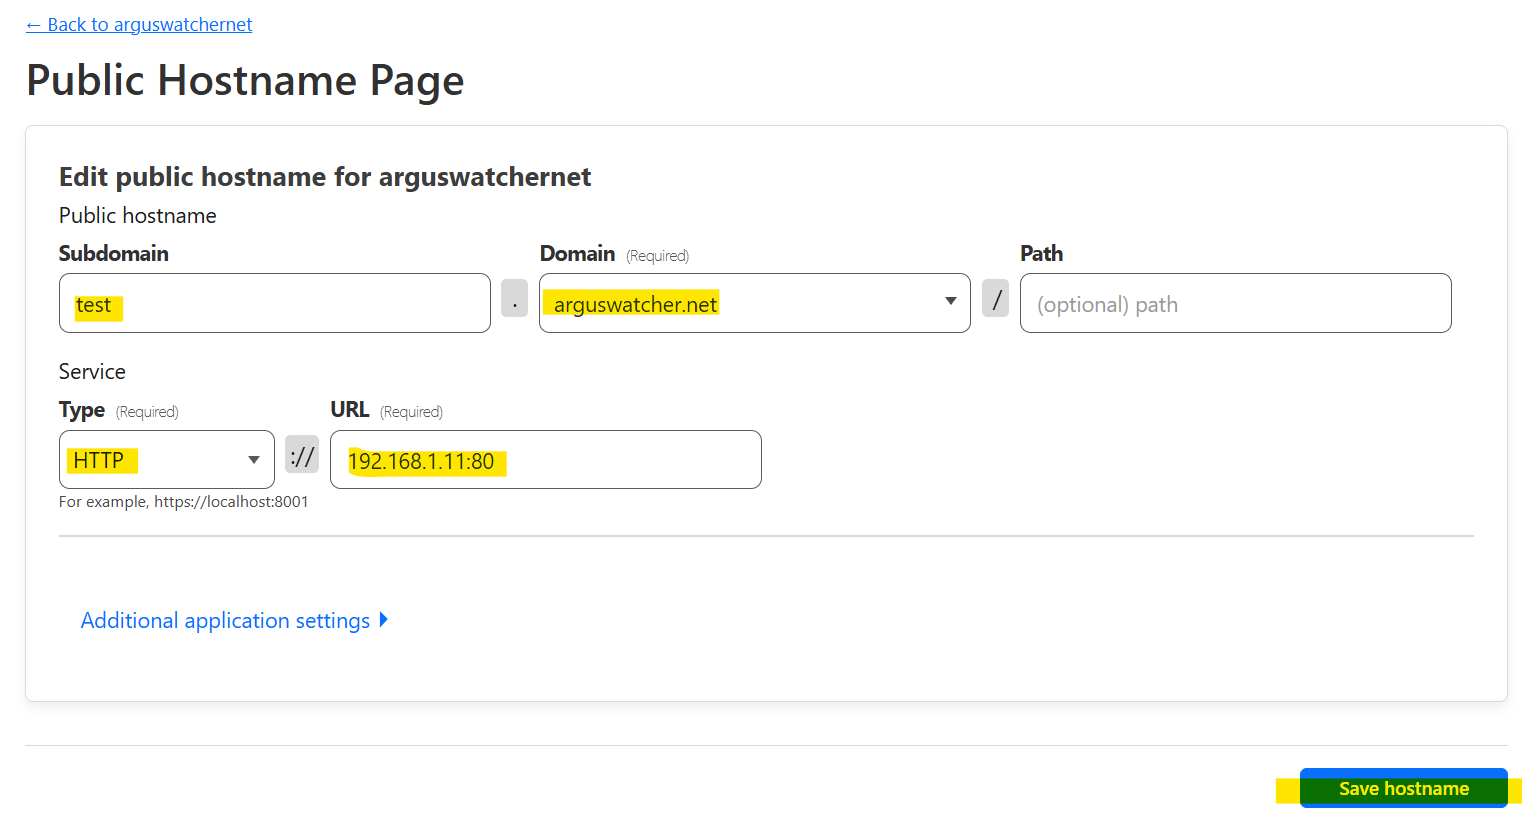 ← Back to arguswatchernet
Public Hostname Page
Edit public hostname for arguswatchernet
Public hostname
Subdomain Domain (Required) Path
test . arguswatcher.net / (optional) path
Service
Type (Required) URL (Required)
HTTP :// 192.168.1.11:80
For example, https://localhost:8001
Additional application settings
Save hostname